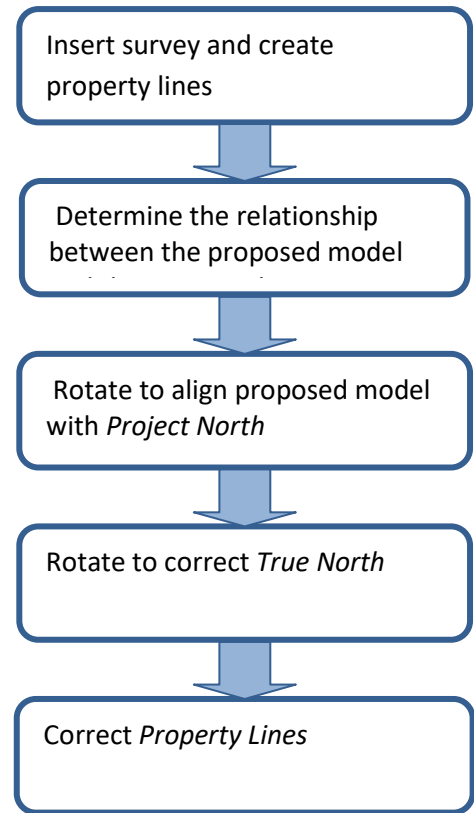 Insert survey and create
property lines
Determine the relationship
between the proposed model
Rotate to align proposed model
with Project North
Rotate to correct True North
Correct Property Lines